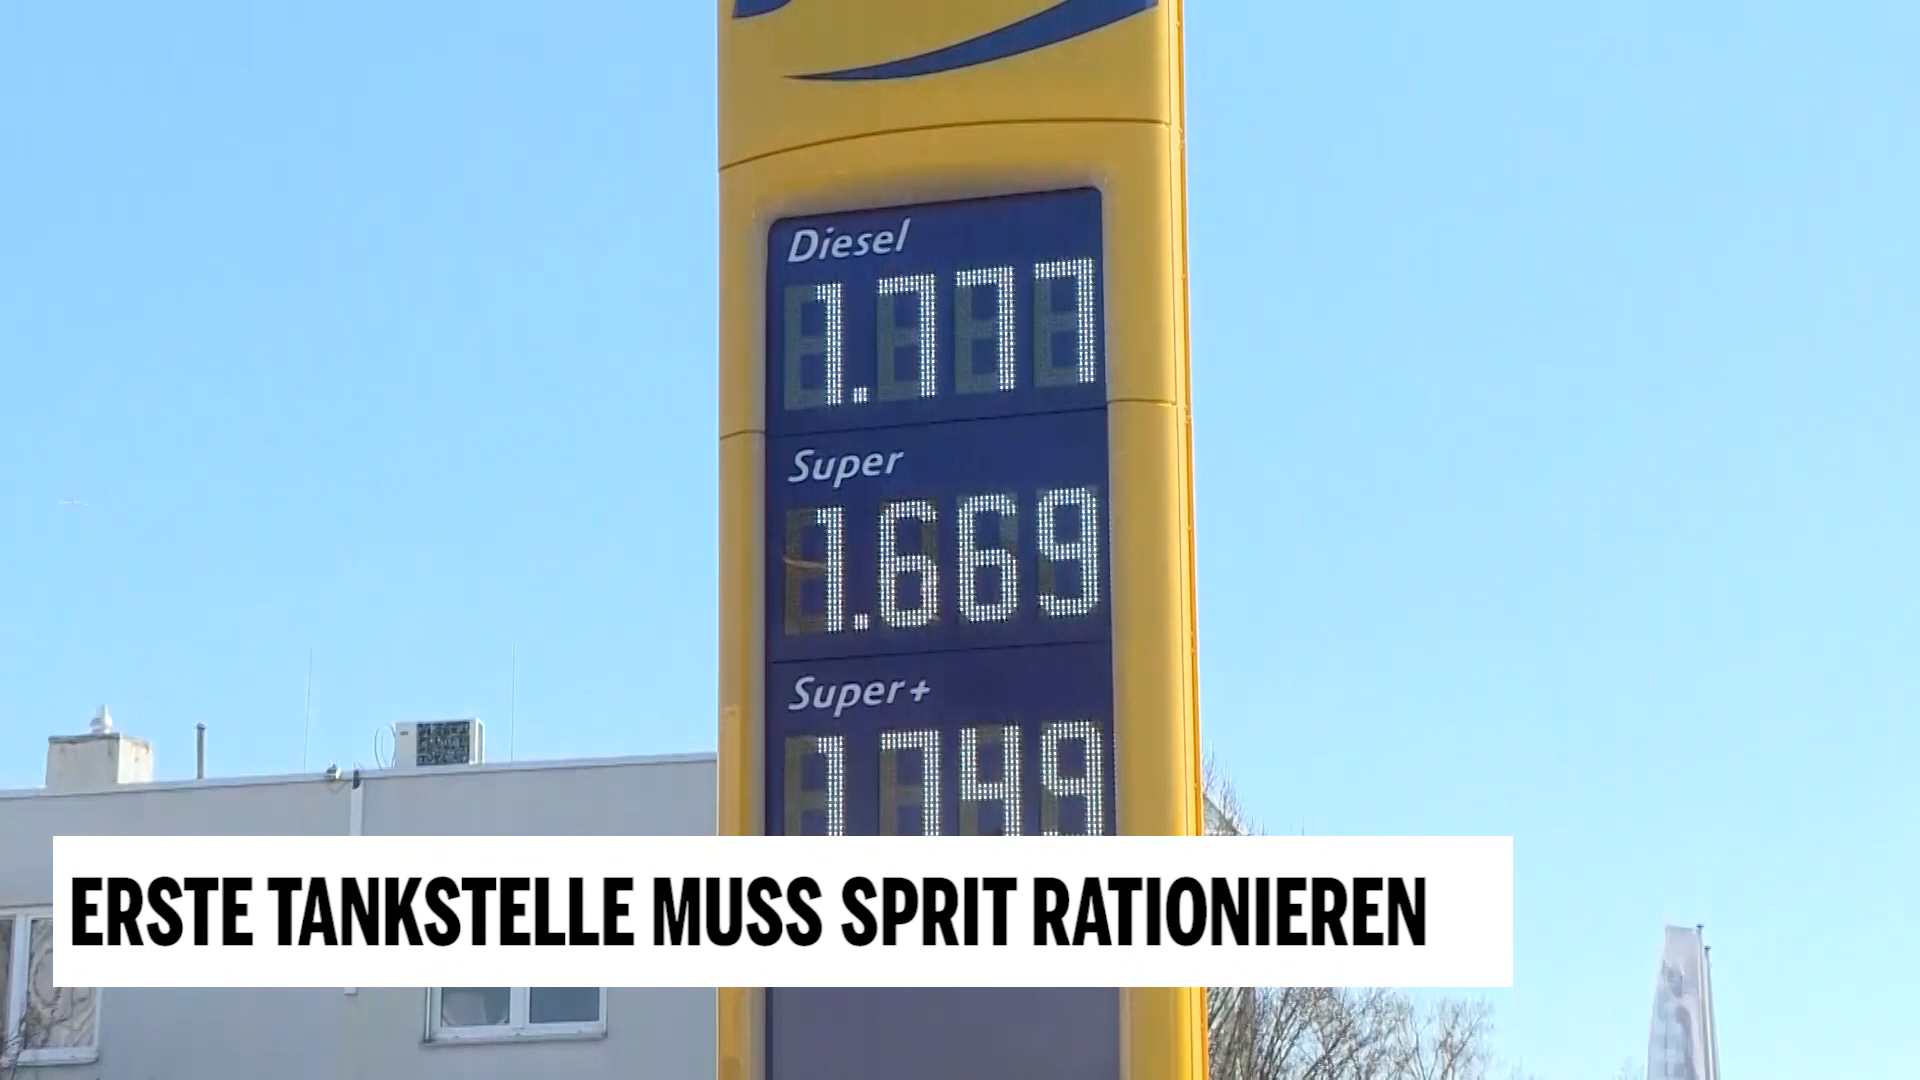 Diesel
1.777
Super
1.669
Super+
1.749
ERSTE TANKSTELLE MUSS SPRIT RATIONIEREN